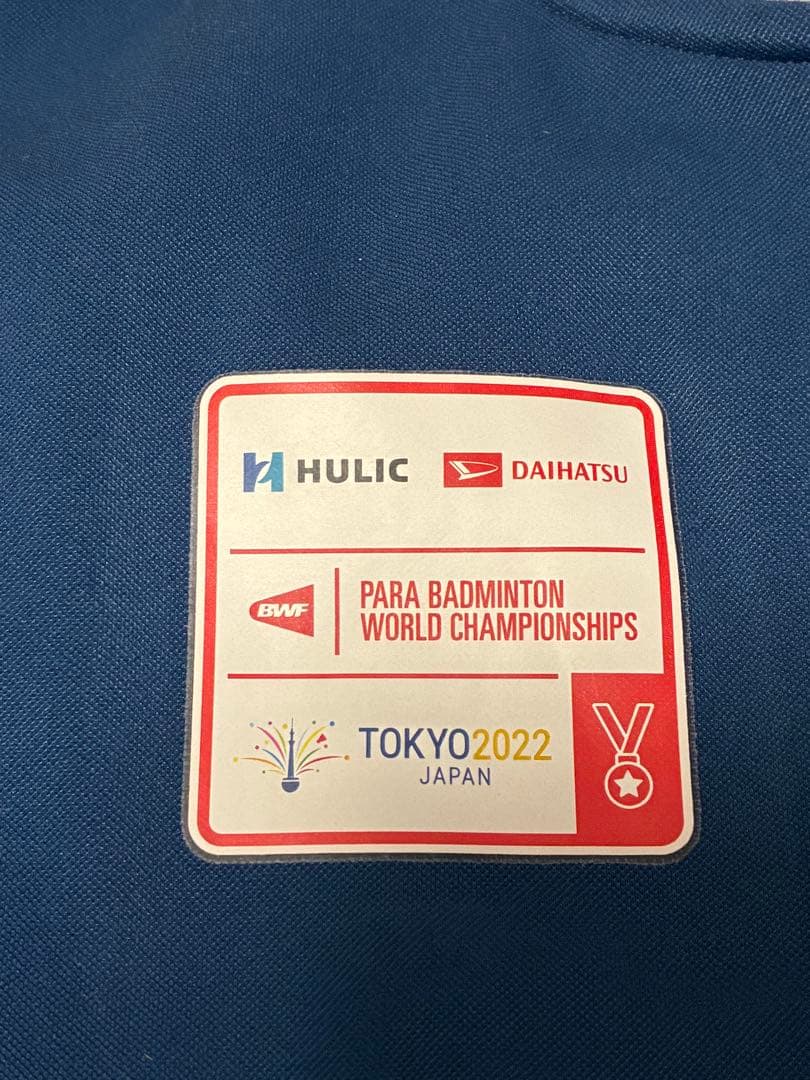 HULIC DAIHATSU
BWF PARA BADMINTON
WORLD CHAMPIONSHIPS
TOKYO2022
JAPAN